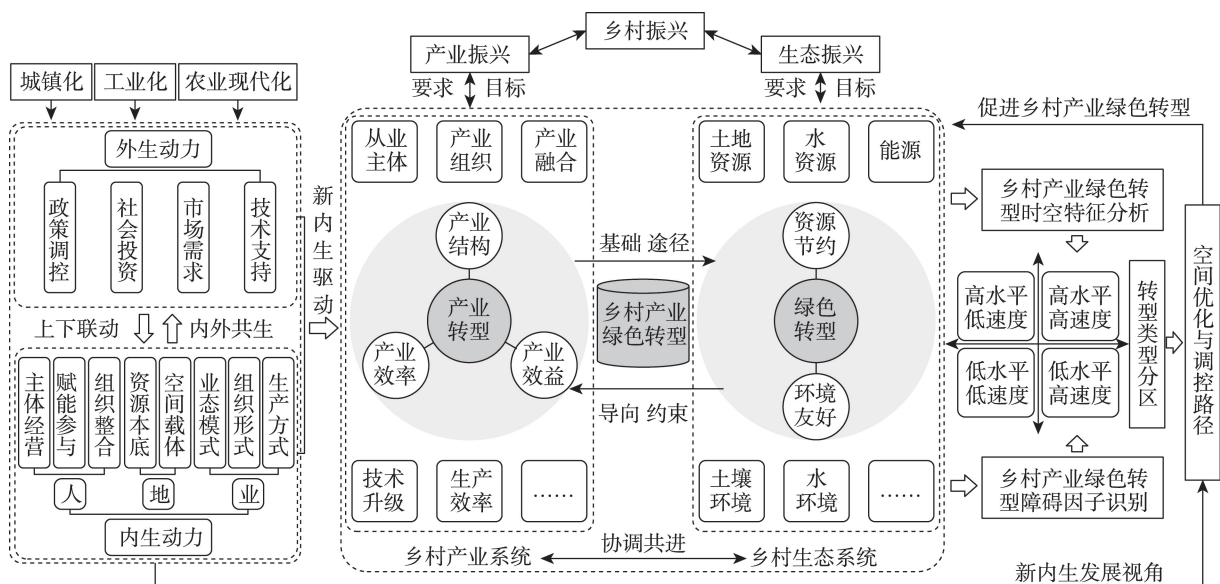 乡村振兴
产业振兴
生态振兴
要求 目标
要求 目标
城镇化
工业化
农业现代化
外生动力
政策调控
社会投资
市场需求
技术支持
上下联动
内外共生
主体经营
赋能参与
组织整合
资源本底
空间载体
业态模式
组织形式
生产方式
人
地
业
内生动力
新内生驱动
从业
主体
产业
组织
产业
融合
产业
结构
产业
转型
产业
效率
产业
效益
技术
升级
生产
效率
……
乡村产业系统
基础 途径
乡村产业
绿色转型
导向 约束
协调共进
土地
资源
水
资源
能源
资源
节约
绿色
转型
环境
友好
土壤
环境
水
环境
……
乡村生态系统
促进乡村产业绿色转型
乡村产业绿色转
型时空特征分析
高水平
低速度
高水平
高速度
低水平
低速度
低水平
高速度
转型类型分区
乡村产业绿色转
型障碍因子识别
空间优化与调控路径
新内生发展视角